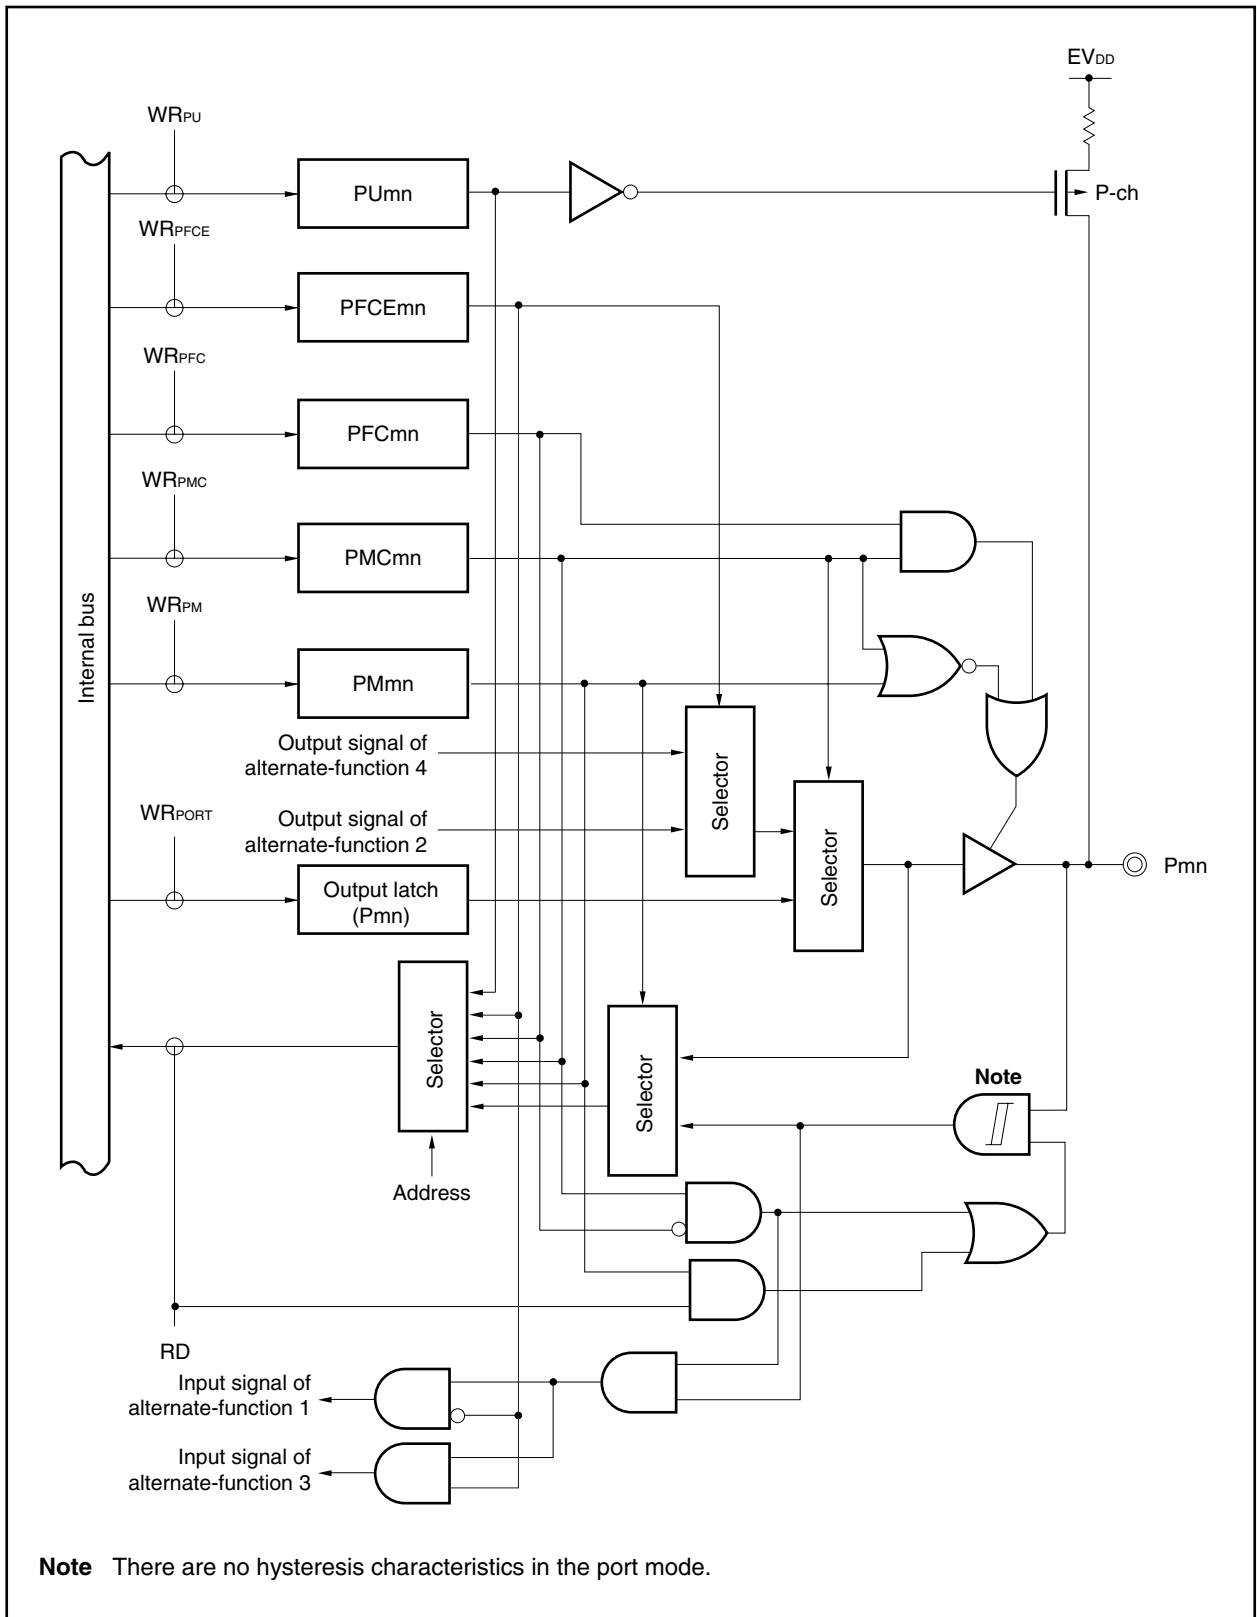 EVDD
WRPU
PUmn
P-ch
WRPFCE
PFCEmn
WRPFC
PFCmn
WRPMC
PMCmn
Internal bus
WRPM
PMmn
Output signal of
alternate-function 4
Selector
WRPORT
Output signal of
alternate-function 2
Selector
Output latch
(Pmn)
Pmn
Selector
Selector
Note
Address
RD
Input signal of
alternate-function 1
Input signal of
alternate-function 3
Note There are no hysteresis characteristics in the port mode.